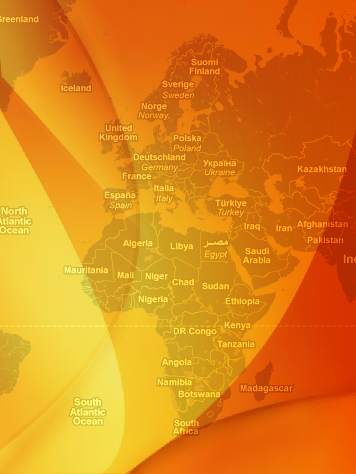 Greenland
Iceland
Suomi
Finland
Sverige
Sweden
Norge
Norway
United
Kingdom
Polska
Poland
Deutschland
Germany
Україна
Ukraine
France
Kazakhstan
Italia
Italy
España
Spain
Türkiye
Turkey
North
Atlantic
Ocean
Iraq
Iran
Afghanistan
Pakistan
Algeria
Libya
مصر
Egypt
Saudi
Arabia
In
Mauritania
Mali
Niger
Chad
Sudan
Nigeria
Ethiopia
Kenya
DR Congo
Tanzania
Angola
Namibia
Botswana
Madagascar
South
Atlantic
Ocean
South
Africa